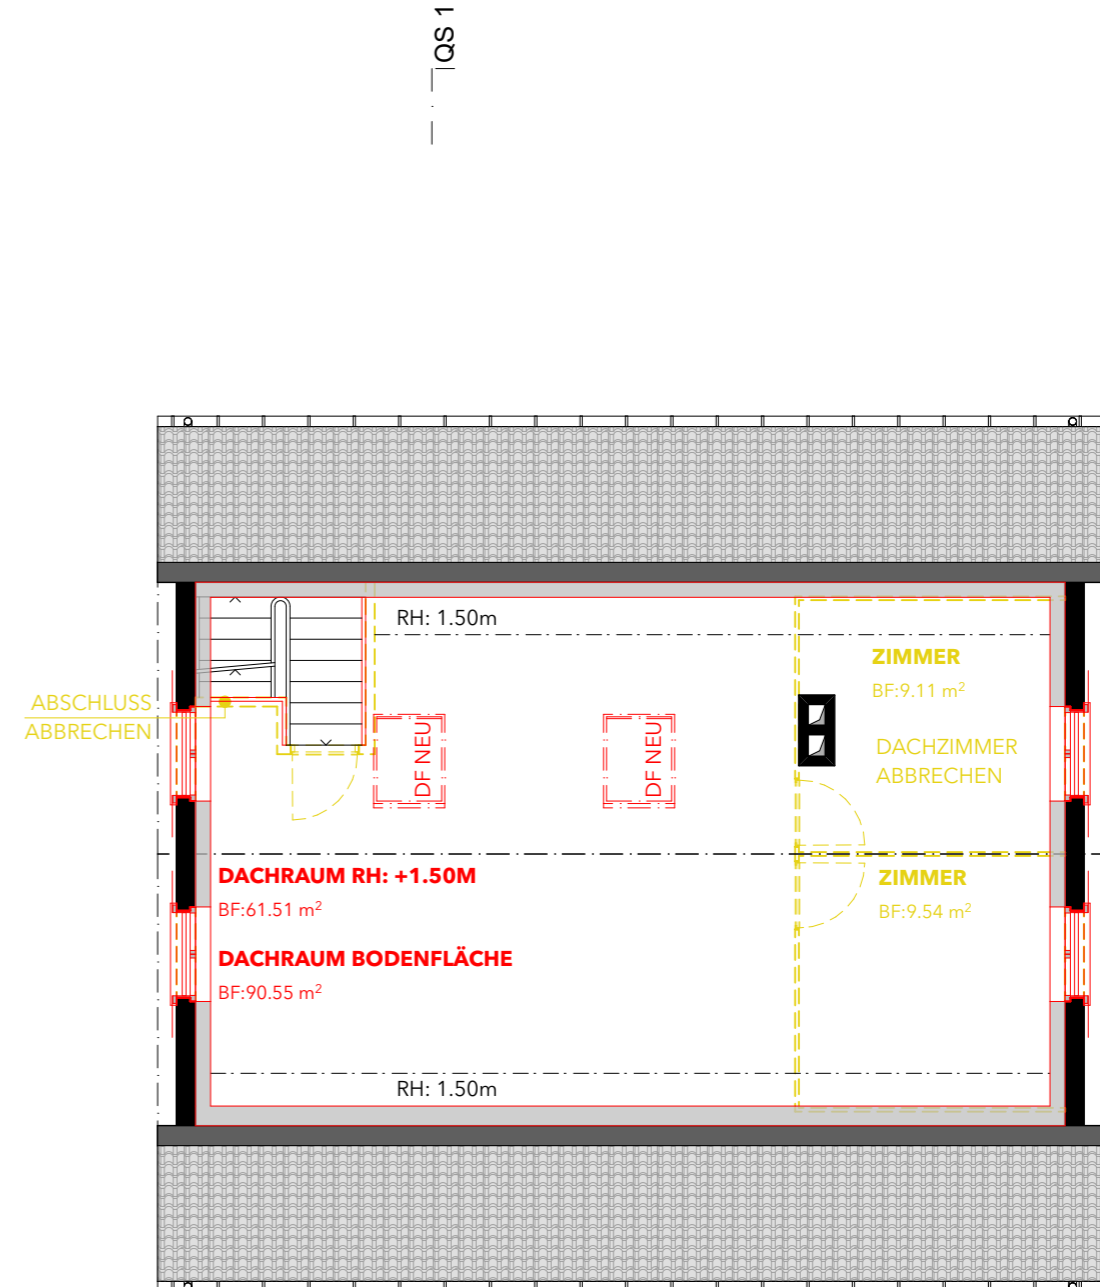 QS 1
RH: 1.50m
ZIMMER
BF:9.11 m²
ABSCHLUSS
ABBRECHEN
DF NEU
DF NEU
DACHZIMMER
ABBRECHEN
DACHRAUM RH: +1.50M
BF:61.51 m²
ZIMMER
BF:9.54 m²
DACHRAUM BODENFLÄCHE
BF:90.55 m²
RH: 1.50m